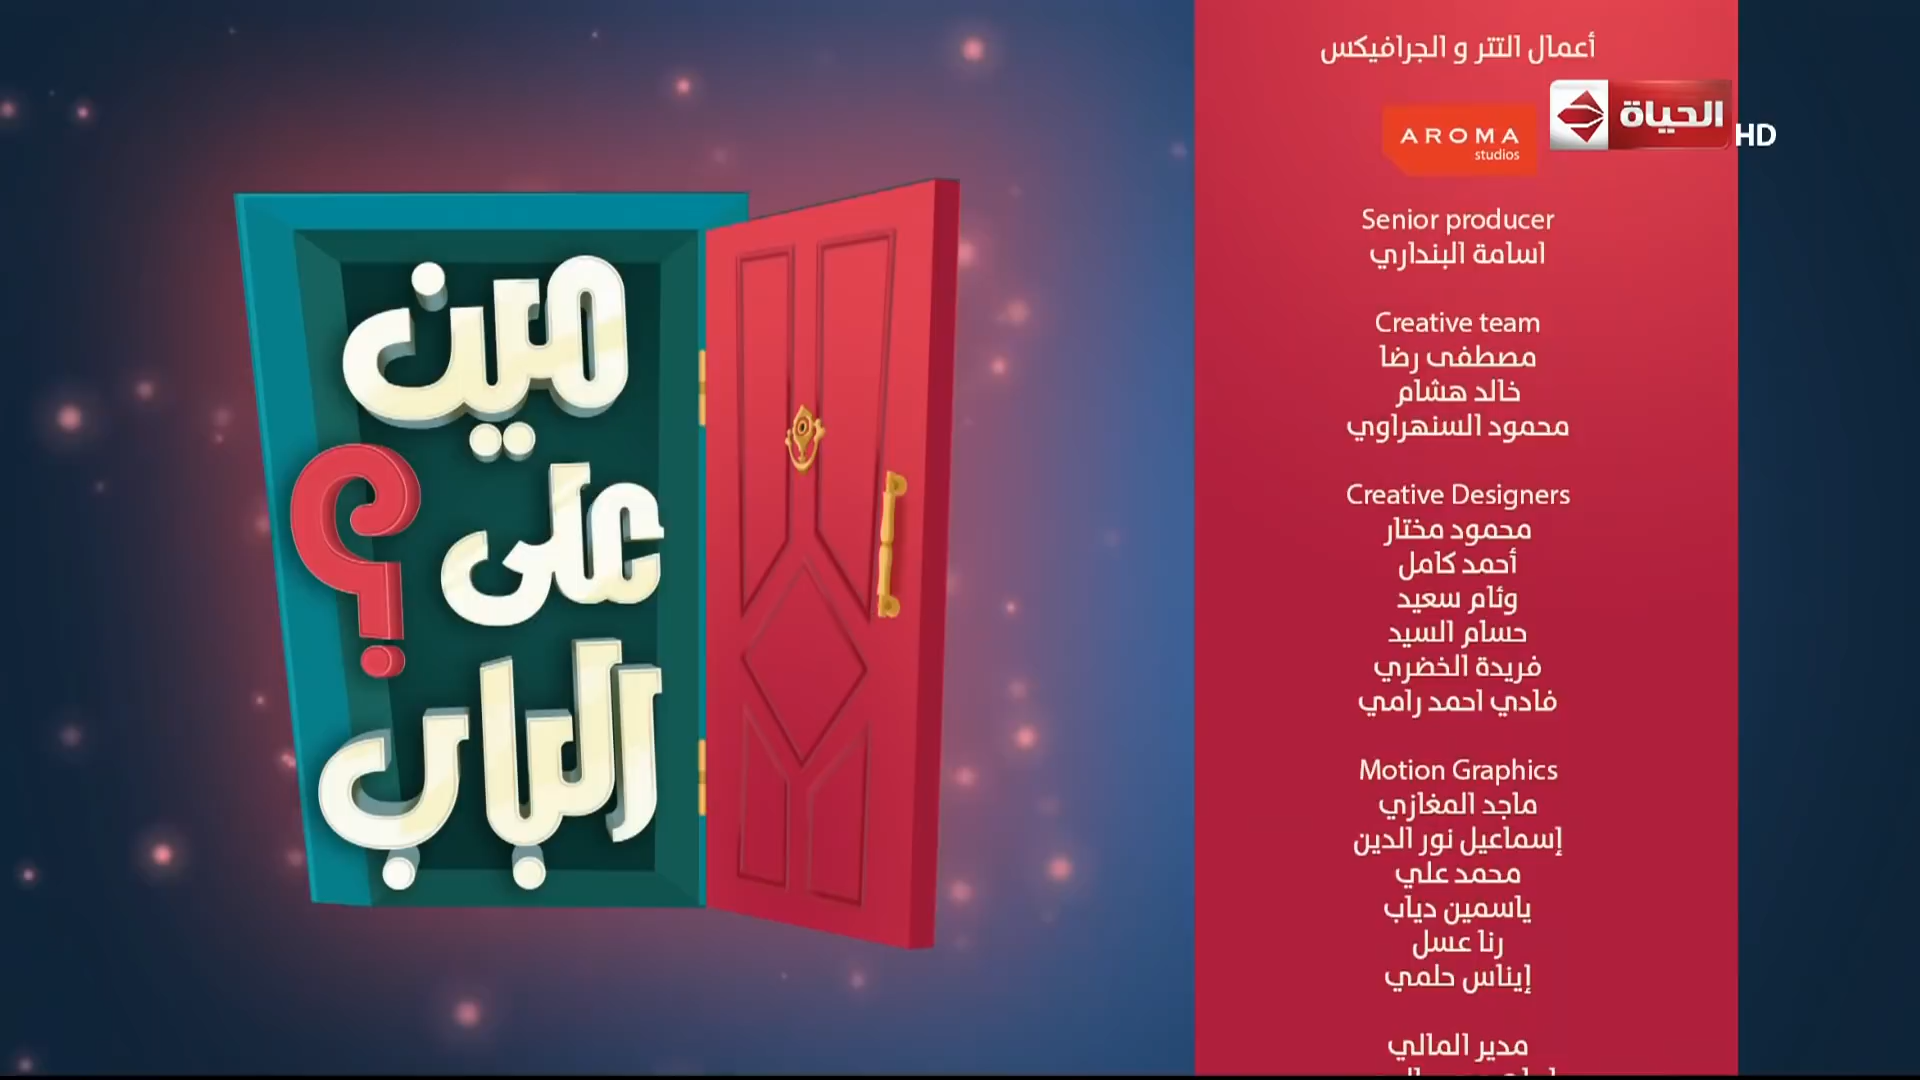 مين
على
الباب
؟
أعمال التتر و الجرافيكس
الحياة
HD
AROMA
studios
Senior producer
اسامة البنداري
Creative team
مصطفى رضا
خالد هشام
محمود السنهراوي
Creative Designers
محمود مختار
أحمد كامل
وئام سعيد
حسام السيد
فريدة الخضري
فادي احمد رامي
Motion Graphics
ماجد المغازي
إسماعيل نور الدين
محمد علي
ياسمين دياب
رنا عسل
إيناس حلمي
مدير المالي